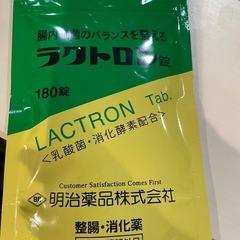 腸内細菌のバランスを整える
ラクトロン錠
180錠
LACTRON Tab.
<乳酸菌・消化酵素配合>
Customer Satisfaction Comes First
明治薬品株式会社
整腸・消化薬